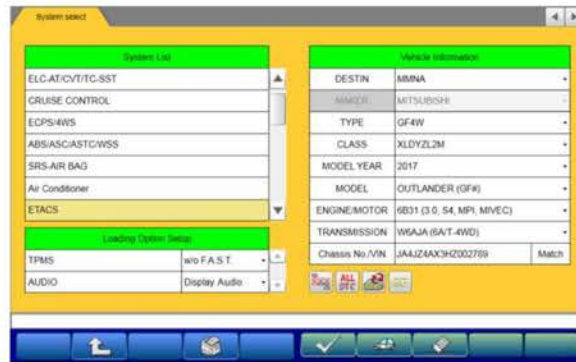 System select
System List
ELC-AT/CVT/TC-SST
CRUISE CONTROL
ECPS/4WS
ABS/ASC/ASTC/WSS
SRS-AIR BAG
Air Conditioner
ETACS
Loading Option Setup
TPMS w/o F.A.S.T.
AUDIO Display Audio
Vehicle Information
DESTIN MMNA
MAKER MITSUBISHI
TYPE GF4W
CLASS XLDYZL2M
MODEL YEAR 2017
MODEL OUTLANDER (GF#)
ENGINE/MOTOR 6B31 (3.0, S4, MPI, MIVEC)
TRANSMISSION W6AJA (6A/T-4WD)
Chassis No./VIN JA4JZ4AX3HZ002789 Match
ALL DTC